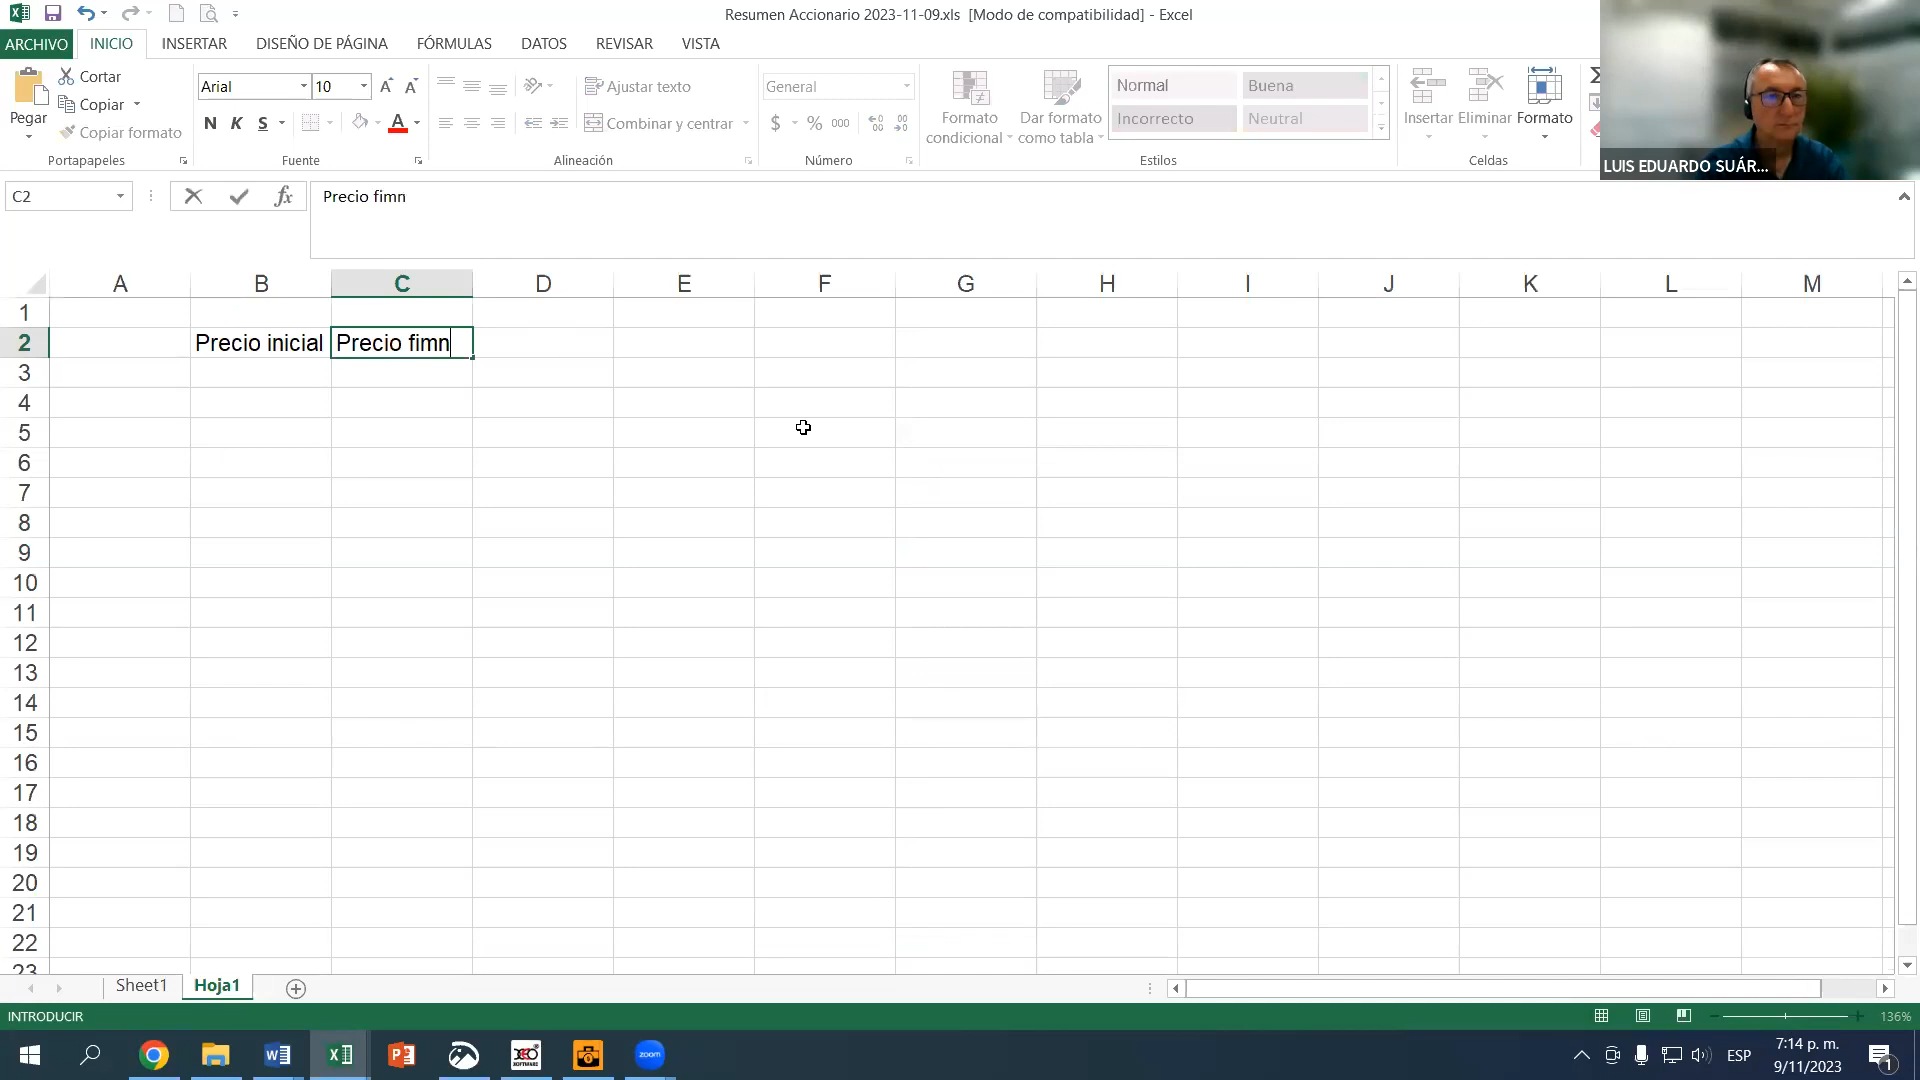 Resumen Accionario 2023-11-09.xls [Modo de compatibilidad] - Excel
ARCHIVO INICIO INSERTAR DISEÑO DE PÁGINA FÓRMULAS DATOS REVISAR VISTA
Pegar
Cortar
Copiar
Copiar formato
Portapapeles
Arial 10
N K S A
Fuente
Ajustar texto
Combinar y centrar
Alineación
General
$ % 000
Número
Formato condicional
Dar formato como tabla
Normal Buena
Incorrecto Neutral
Estilos
Insertar Eliminar Formato
Celdas
LUIS EDUARDO SUÁR...
C2 fx Precio fimn
A B C D E F G H I J K L M
1
2 Precio inicial Precio fimn
3
4
5
6
7
8
9
10
11
12
13
14
15
16
17
18
19
20
21
22
23
Sheet1 Hoja1
INTRODUCIR 136%
zoom
ESP
7:14 p. m.
9/11/2023
1